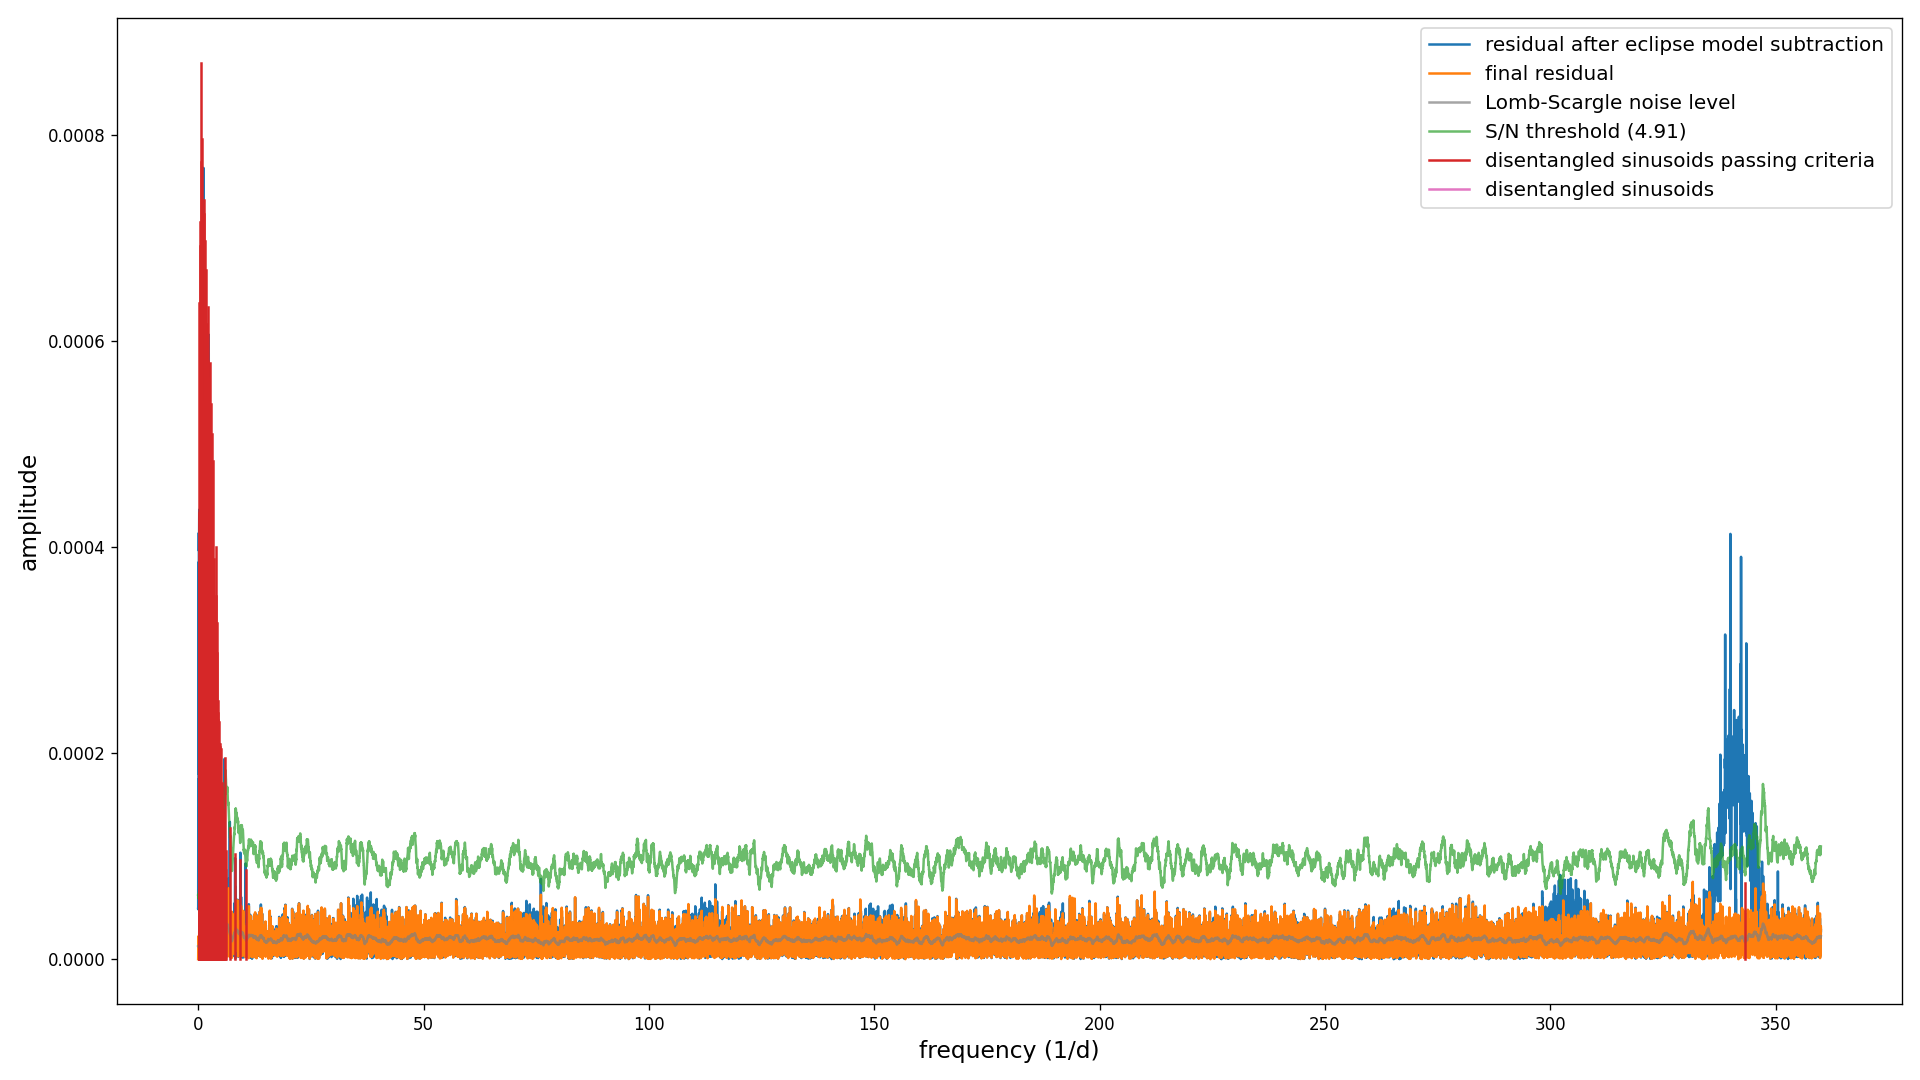 residual after eclipse model subtraction
final residual
Lomb-Scargle noise level
S/N threshold (4.91)
disentangled sinusoids passing criteria
disentangled sinusoids
0.0008
0.0006
0.0004
0.0002
0.0000
amplitude
0 50 100 150 200 250 300 350
frequency (1/d)